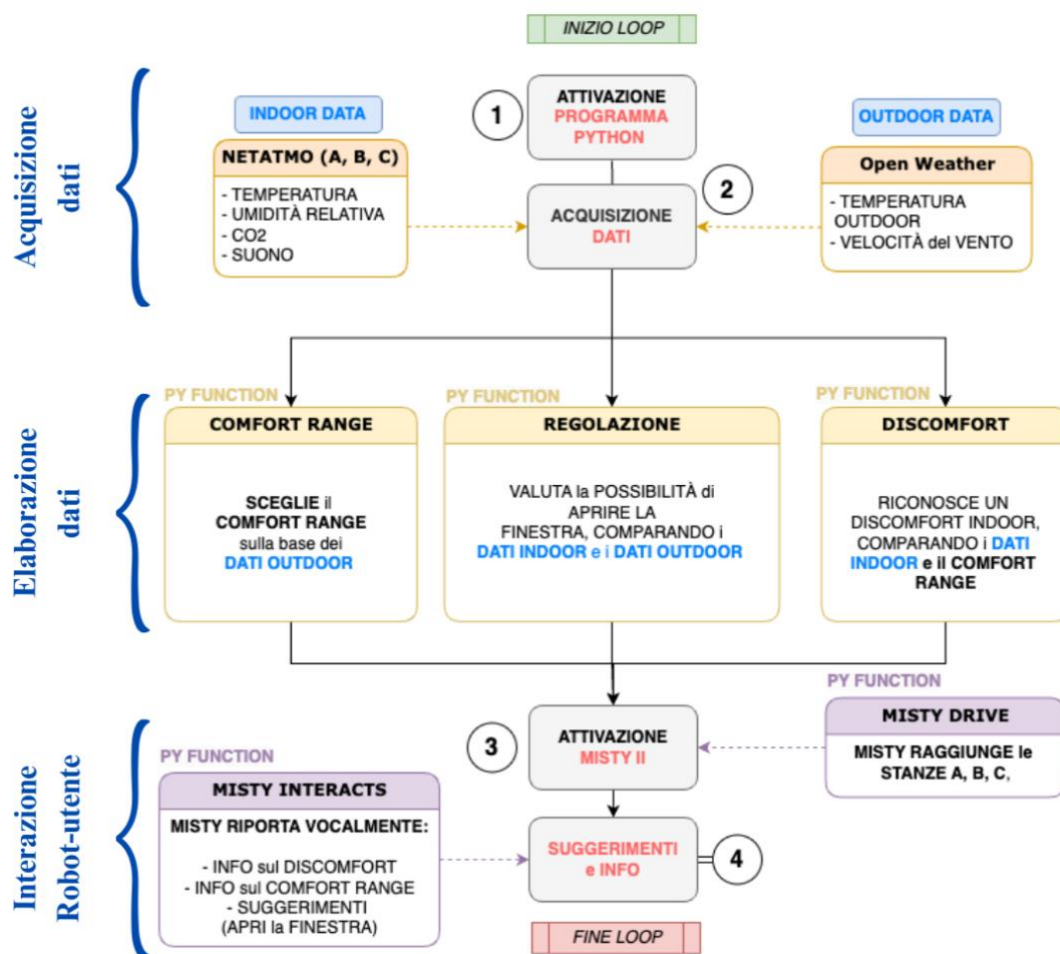 INIZIO LOOP
Acquisizione
dati
1
ATTIVAZIONE
PROGRAMMA
PYTHON
INDOOR DATA
NETATMO (A, B, C)
- TEMPERATURA
- UMIDITÀ RELATIVA
- CO2
- SUONO
2
ACQUISIZIONE
DATI
OUTDOOR DATA
Open Weather
- TEMPERATURA
OUTDOOR
- VELOCITÀ del VENTO
Elaborazione
dati
PY FUNCTION
COMFORT RANGE
SCEGLIE il
COMFORT RANGE
sulla base dei
DATI OUTDOOR
PY FUNCTION
REGOLAZIONE
VALUTA la POSSIBILITÀ di
APRIRE LA
FINESTRA, COMPARANDO i
DATI INDOOR e i DATI OUTDOOR
PY FUNCTION
DISCOMFORT
RICONOSCE UN
DISCOMFORT INDOOR,
COMPARANDO i DATI
INDOOR e il COMFORT
RANGE
Interazione
Robot-utente
3
ATTIVAZIONE
MISTY II
PY FUNCTION
MISTY DRIVE
MISTY RAGGIUNGE le
STANZE A, B, C,
PY FUNCTION
MISTY INTERACTS
MISTY RIPORTA VOCALMENTE:
- INFO sul DISCOMFORT
- INFO sul COMFORT RANGE
- SUGGERIMENTI
(APRI la FINESTRA)
SUGGERIMENTI
e INFO
4
FINE LOOP